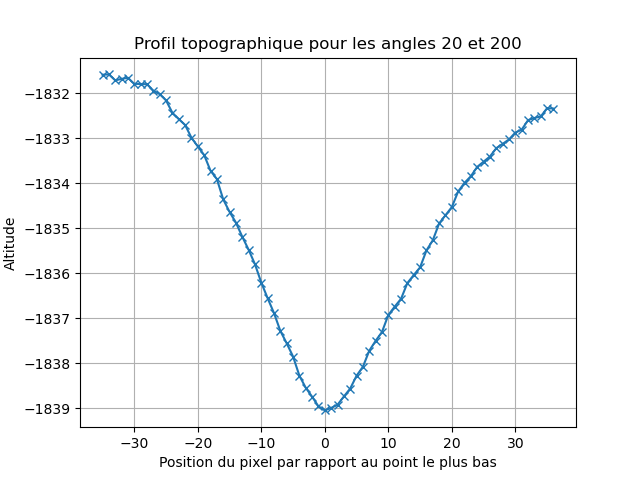 Profil topographique pour les angles 20 et 200
−1832
−1833
−1834
−1835
−1836
−1837
−1838
−1839
Altitude
−30 −20 −10 0 10 20 30
Position du pixel par rapport au point le plus bas